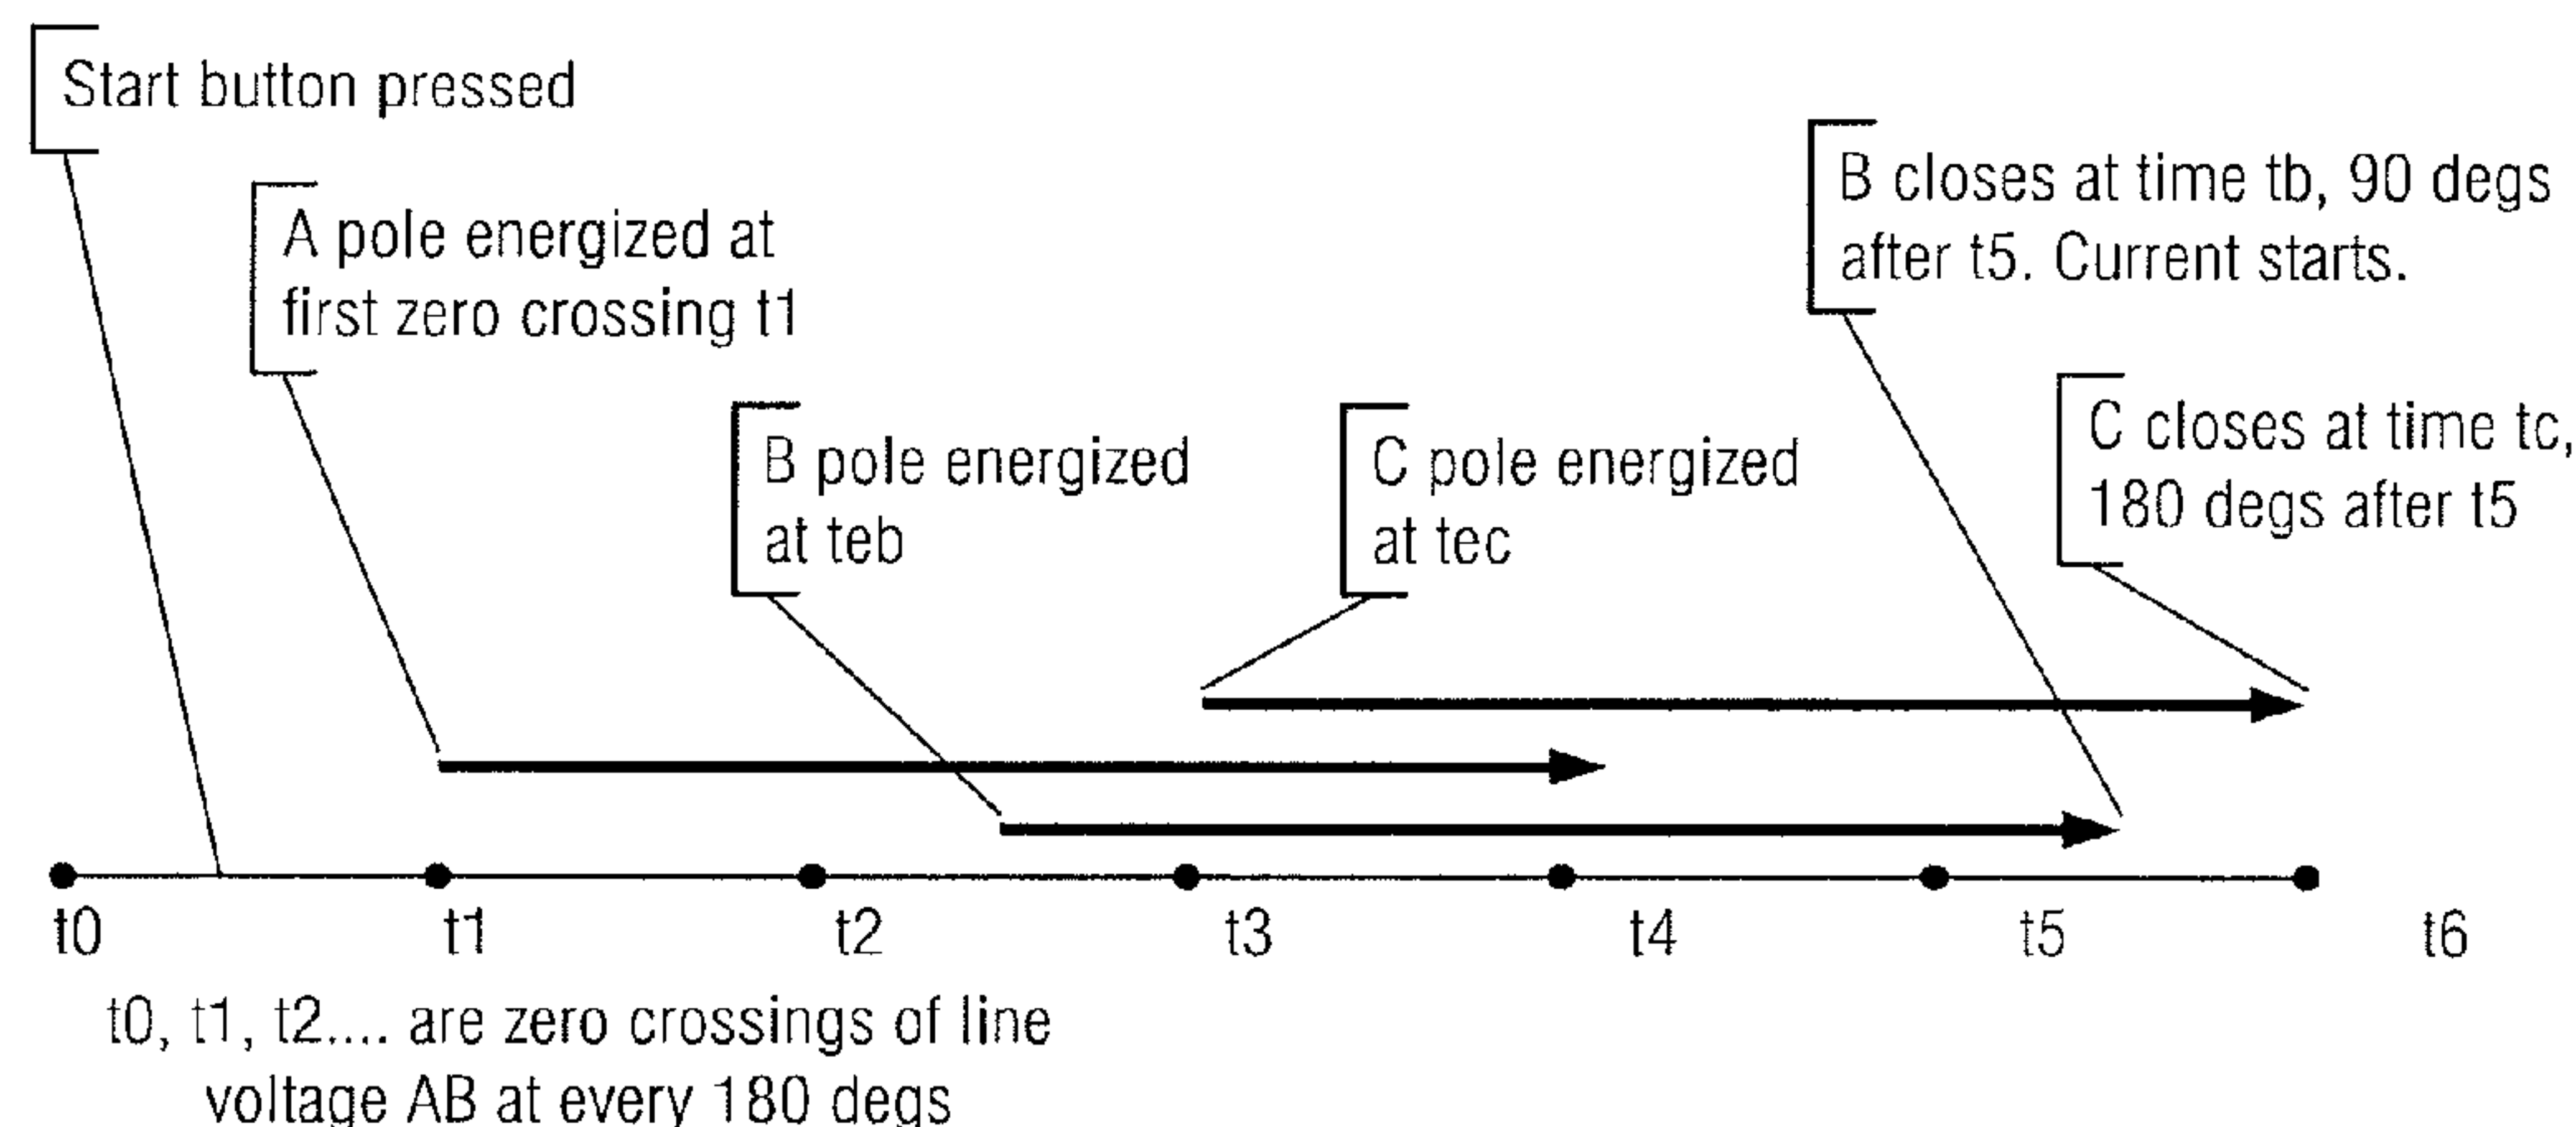 Start button pressed
A pole energized at
first zero crossing t1
B closes at time tb, 90 degs
after t5. Current starts.
B pole energized
at teb
C pole energized
at tec
C closes at time tc,
180 degs after t5
t0
t1
t2
t3
t4
t5
t6
t0, t1, t2.... are zero crossings of line
voltage AB at every 180 degs